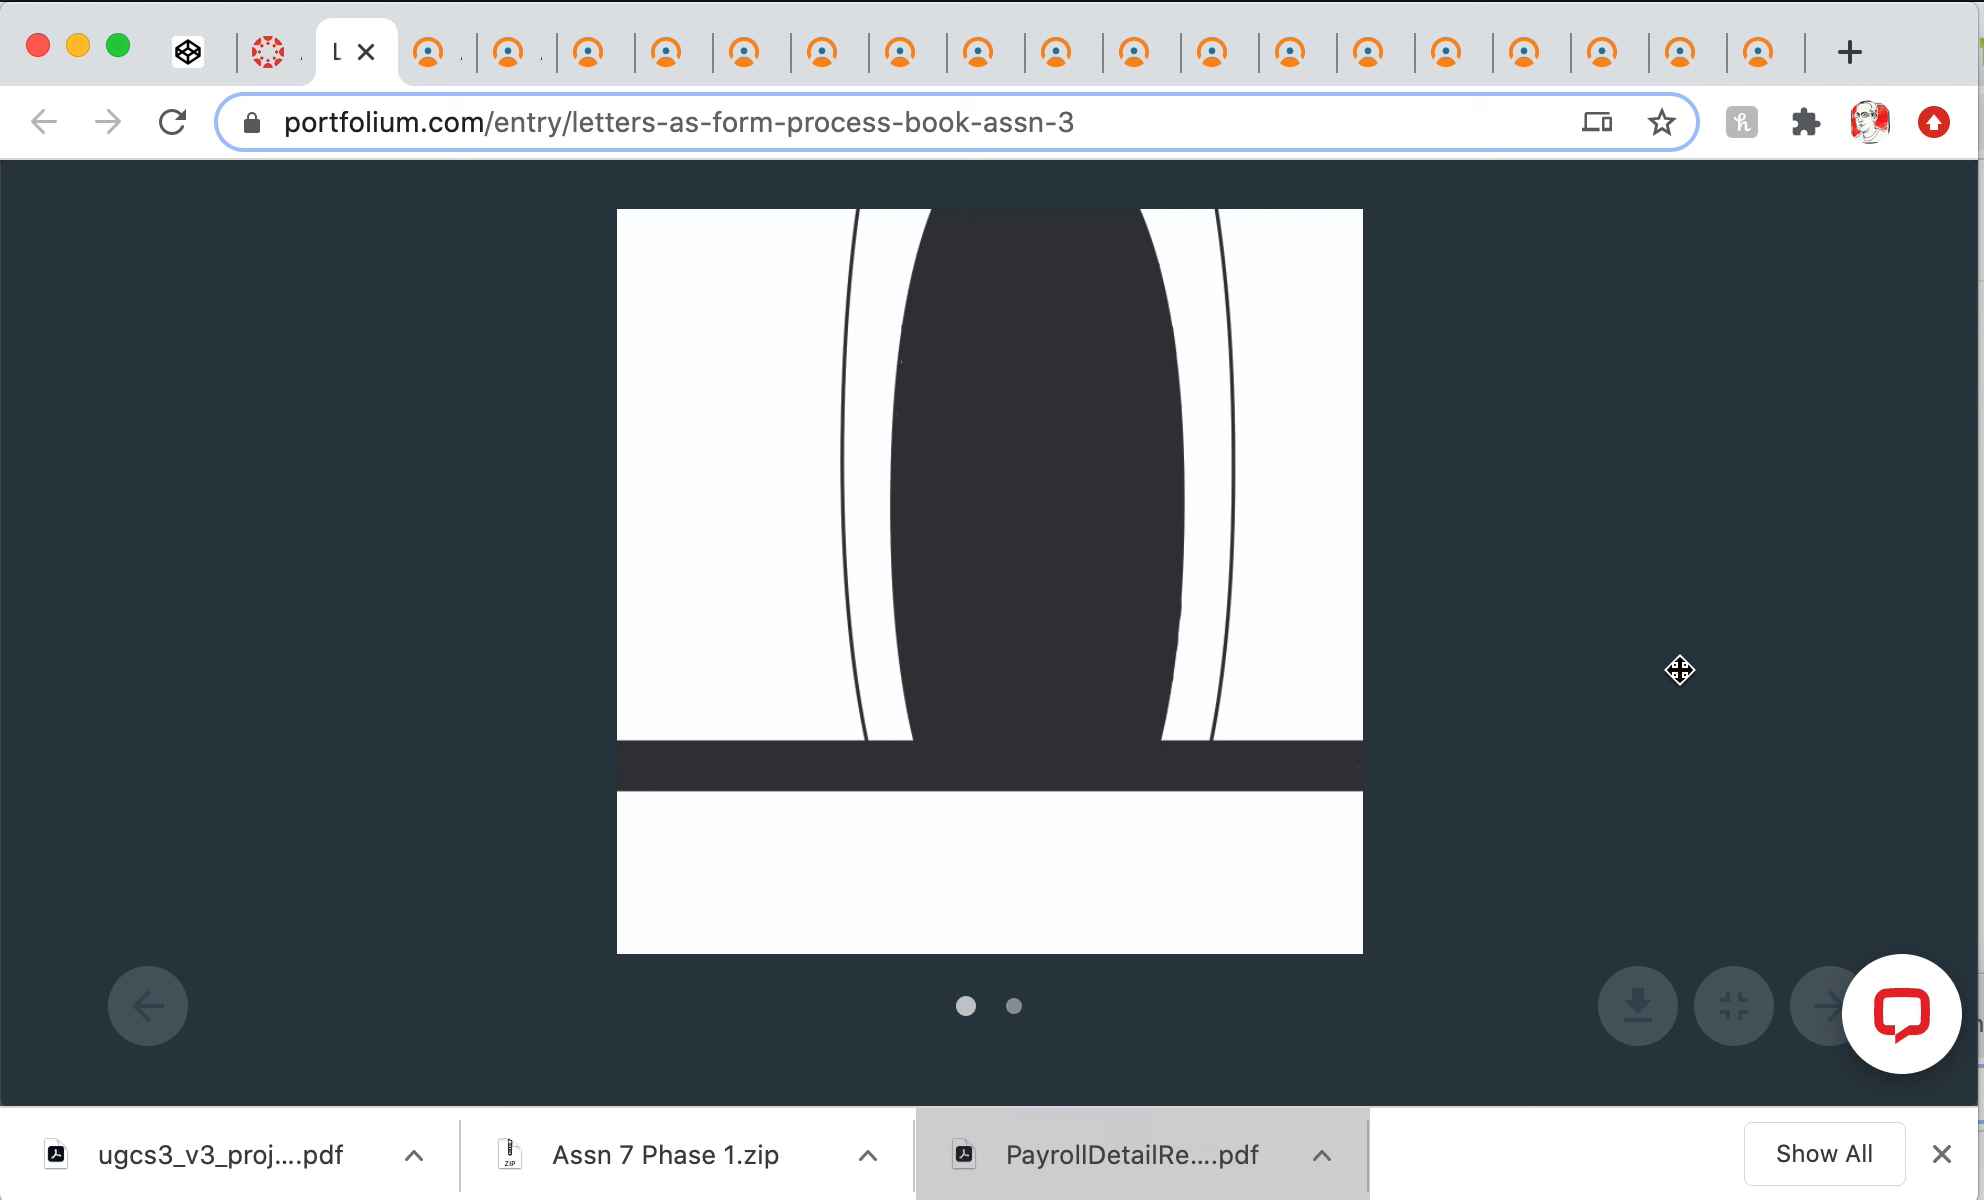 L
portfolium.com/entry/letters-as-form-process-book-assn-3
ugcs3_v3_proj....pdf
ZIP
Assn 7 Phase 1.zip
PayrollDetailRe....pdf
Show All